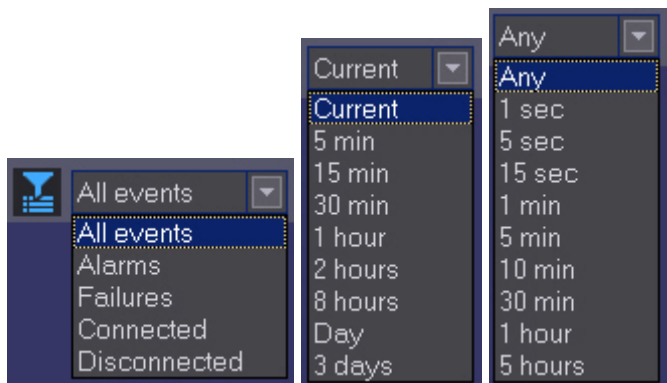 All events
All events
Alarms
Failures
Connected
Disconnected
Current
Current
5 min
15 min
30 min
1 hour
2 hours
8 hours
Day
3 days
Any
Any
1 sec
5 sec
15 sec
1 min
5 min
10 min
30 min
1 hour
5 hours